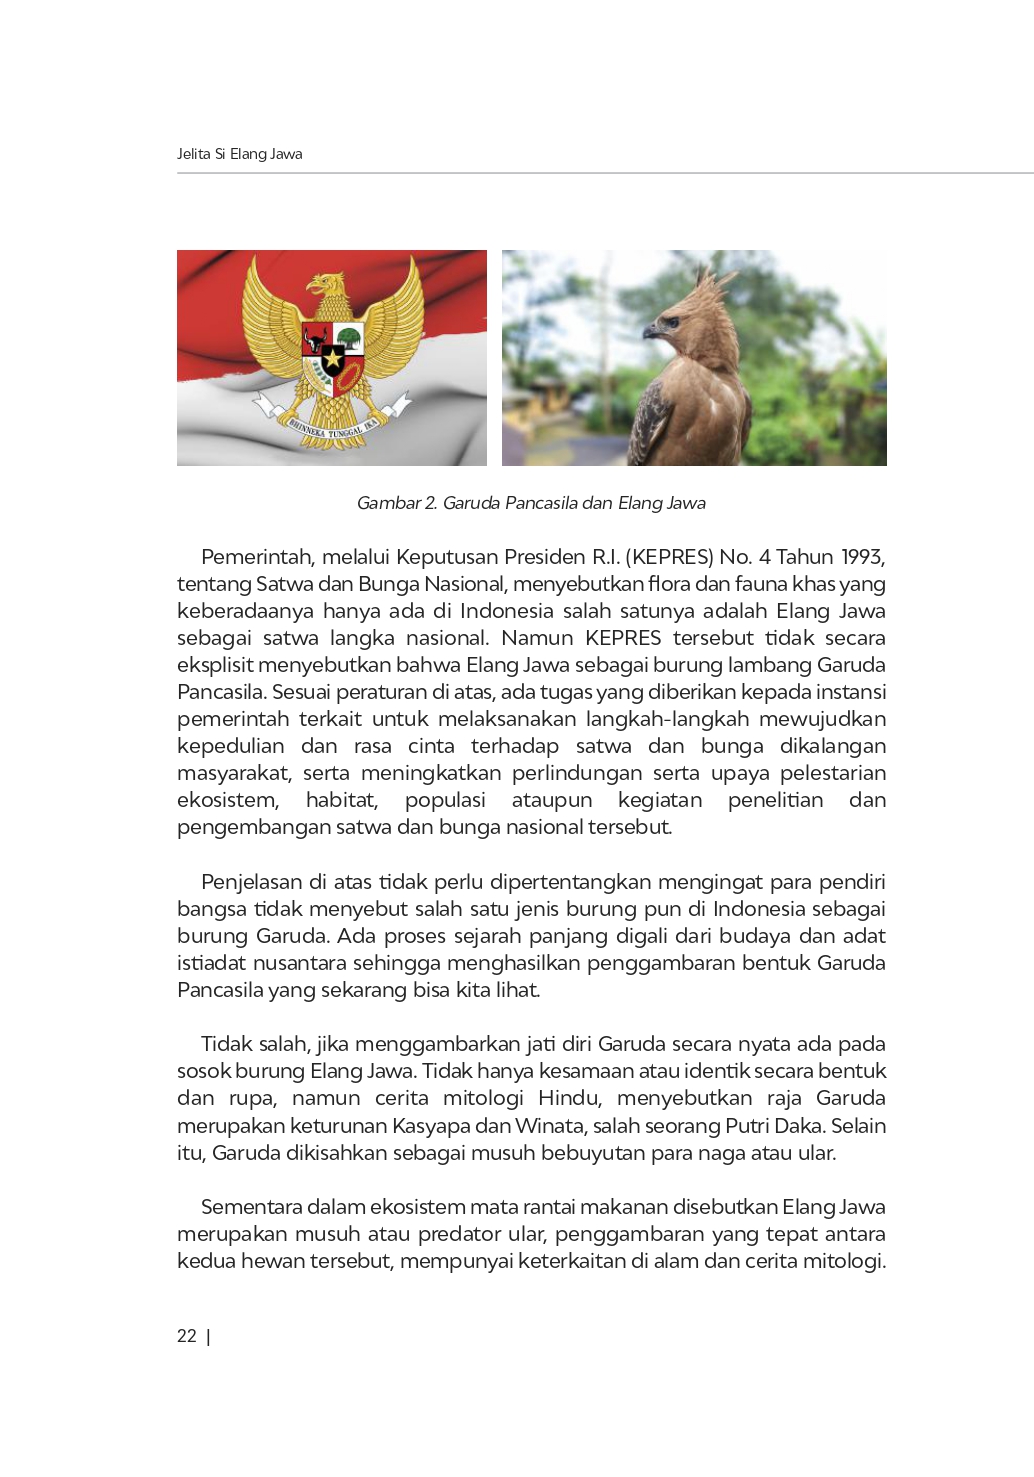 Jelita Si Elang Jawa
BHINNEKA TUNGGAL IKA
Gambar 2. Garuda Pancasila dan Elang Jawa
Pemerintah, melalui Keputusan Presiden R.I. (KEPRES) No. 4 Tahun 1993,
tentang Satwa dan Bunga Nasional, menyebutkan flora dan fauna khas yang
keberadaanya hanya ada di Indonesia salah satunya adalah Elang Jawa
sebagai satwa langka nasional. Namun KEPRES tersebut tidak secara
eksplisit menyebutkan bahwa Elang Jawa sebagai burung lambang Garuda
Pancasila. Sesuai peraturan di atas, ada tugas yang diberikan kepada instansi
pemerintah terkait untuk melaksanakan langkah-langkah mewujudkan
kepedulian dan rasa cinta terhadap satwa dan bunga dikalangan
masyarakat, serta meningkatkan perlindungan serta upaya pelestarian
ekosistem, habitat, populasi ataupun kegiatan penelitian dan
pengembangan satwa dan bunga nasional tersebut.
Penjelasan di atas tidak perlu dipertentangkan mengingat para pendiri
bangsa tidak menyebut salah satu jenis burung pun di Indonesia sebagai
burung Garuda. Ada proses sejarah panjang digali dari budaya dan adat
istiadat nusantara sehingga menghasilkan penggambaran bentuk Garuda
Pancasila yang sekarang bisa kita lihat.
Tidak salah, jika menggambarkan jati diri Garuda secara nyata ada pada
sosok burung Elang Jawa. Tidak hanya kesamaan atau identik secara bentuk
dan rupa, namun cerita mitologi Hindu, menyebutkan raja Garuda
merupakan keturunan Kasyapa dan Winata, salah seorang Putri Daka. Selain
itu, Garuda dikisahkan sebagai musuh bebuyutan para naga atau ular.
Sementara dalam ekosistem mata rantai makanan disebutkan Elang Jawa
merupakan musuh atau predator ular, penggambaran yang tepat antara
kedua hewan tersebut, mempunyai keterkaitan di alam dan cerita mitologi.
22 |